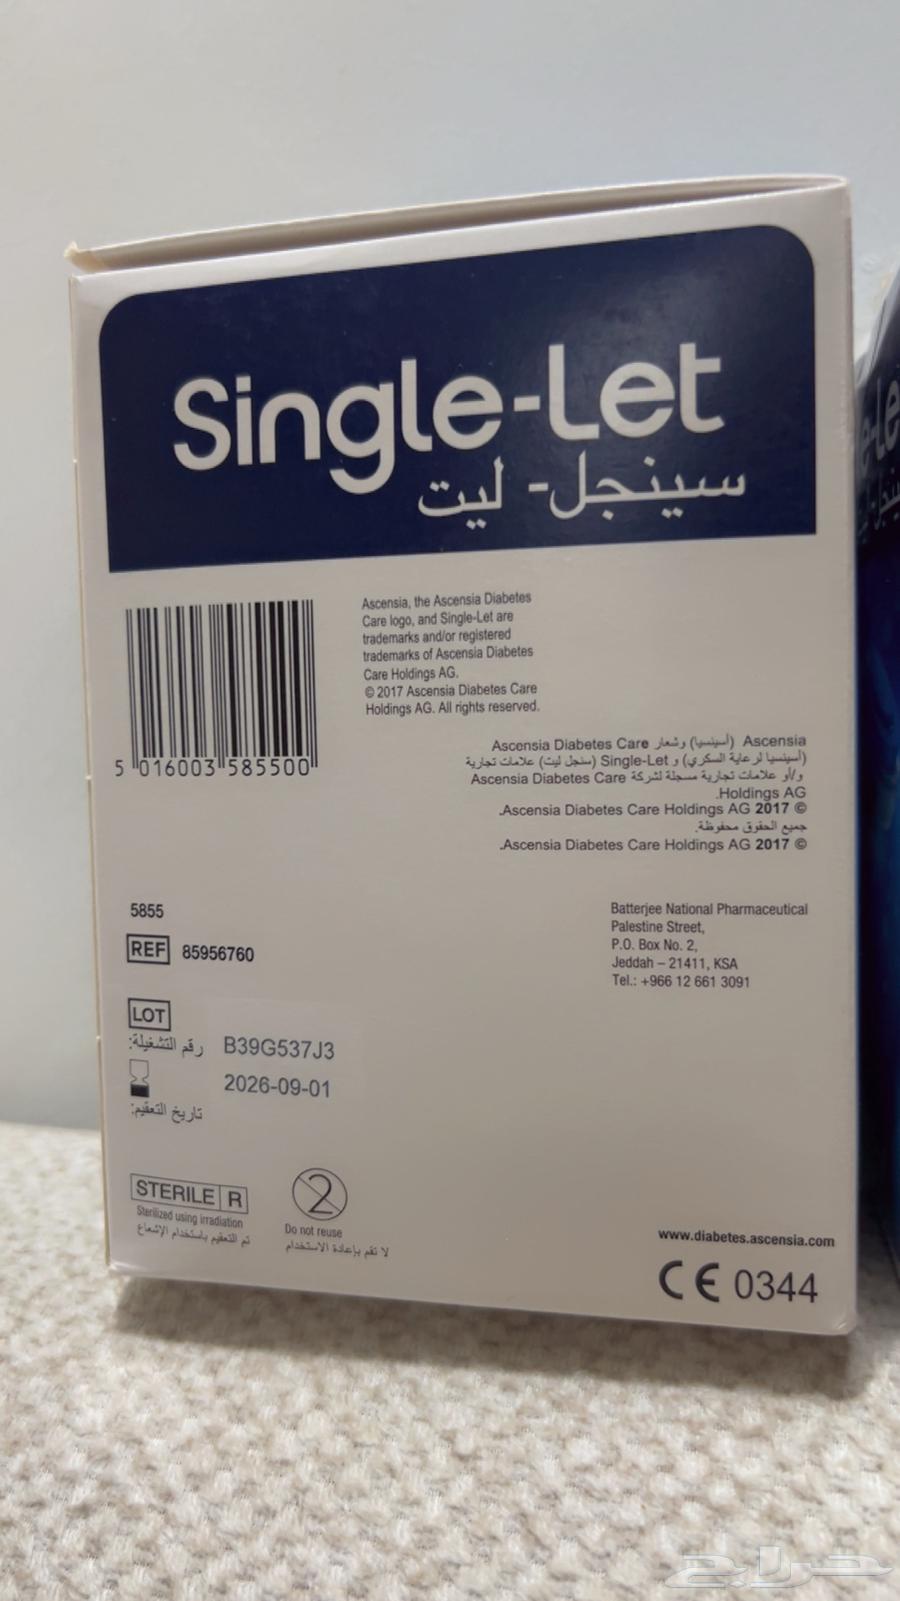 Single-Let
سينجل- ليت
Ascensia, the Ascensia Diabetes
Care logo, and Single-Let are
trademarks and/or registered
trademarks of Ascensia Diabetes
Care Holdings AG.
© 2017 Ascensia Diabetes Care
Holdings AG. All rights reserved.
5 016003 585500
Ascensia (أسينسيا) وشعار Ascensia Diabetes Care
(أسينسيا لرعاية السكري) و Single-Let (سنجل ليت) علامات تجارية
و/أو علامات تجارية مسجلة لشركة Ascensia Diabetes Care
Holdings AG.
© 2017 Ascensia Diabetes Care Holdings AG.
جميع الحقوق محفوظة.
© 2017 Ascensia Diabetes Care Holdings AG.
5855
REF 85956760
Batterjee National Pharmaceutical
Palestine Street,
P.O. Box No. 2,
Jeddah – 21411, KSA
Tel.: +966 12 661 3091
LOT
رقم التشغيلة: B39G537J3
2026-09-01
تاريخ التعقيم:
STERILE R
Sterilized using irradiation
تم التعقيم باستخدام الإشعاع
2
Do not reuse
لا تقم بإعادة الاستخدام
www.diabetes.ascensia.com
CE 0344
حراج